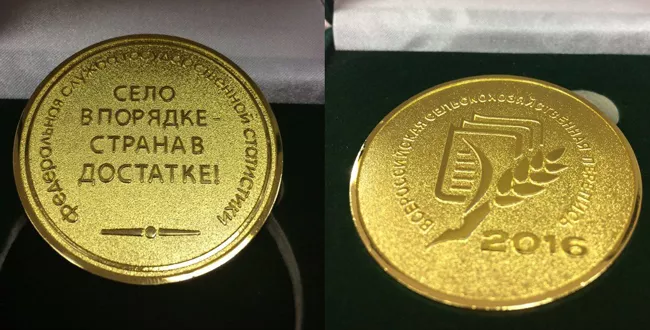 Федеральная служба государственной статистики
СЕЛО
В ПОРЯДКЕ -
СТРАНА В
ДОСТАТКЕ!
ВСЕРОССИЙСКАЯ СЕЛЬСКОХОЗЯЙСТВЕННАЯ ПЕРЕПИСЬ
2016